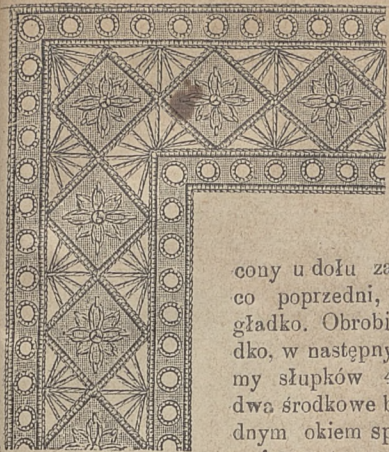 cony u dołu za
co poprzedni,
gładko. Obrobi
dko, w następny
my słupków
dwa środkowe
dnym okiem sp